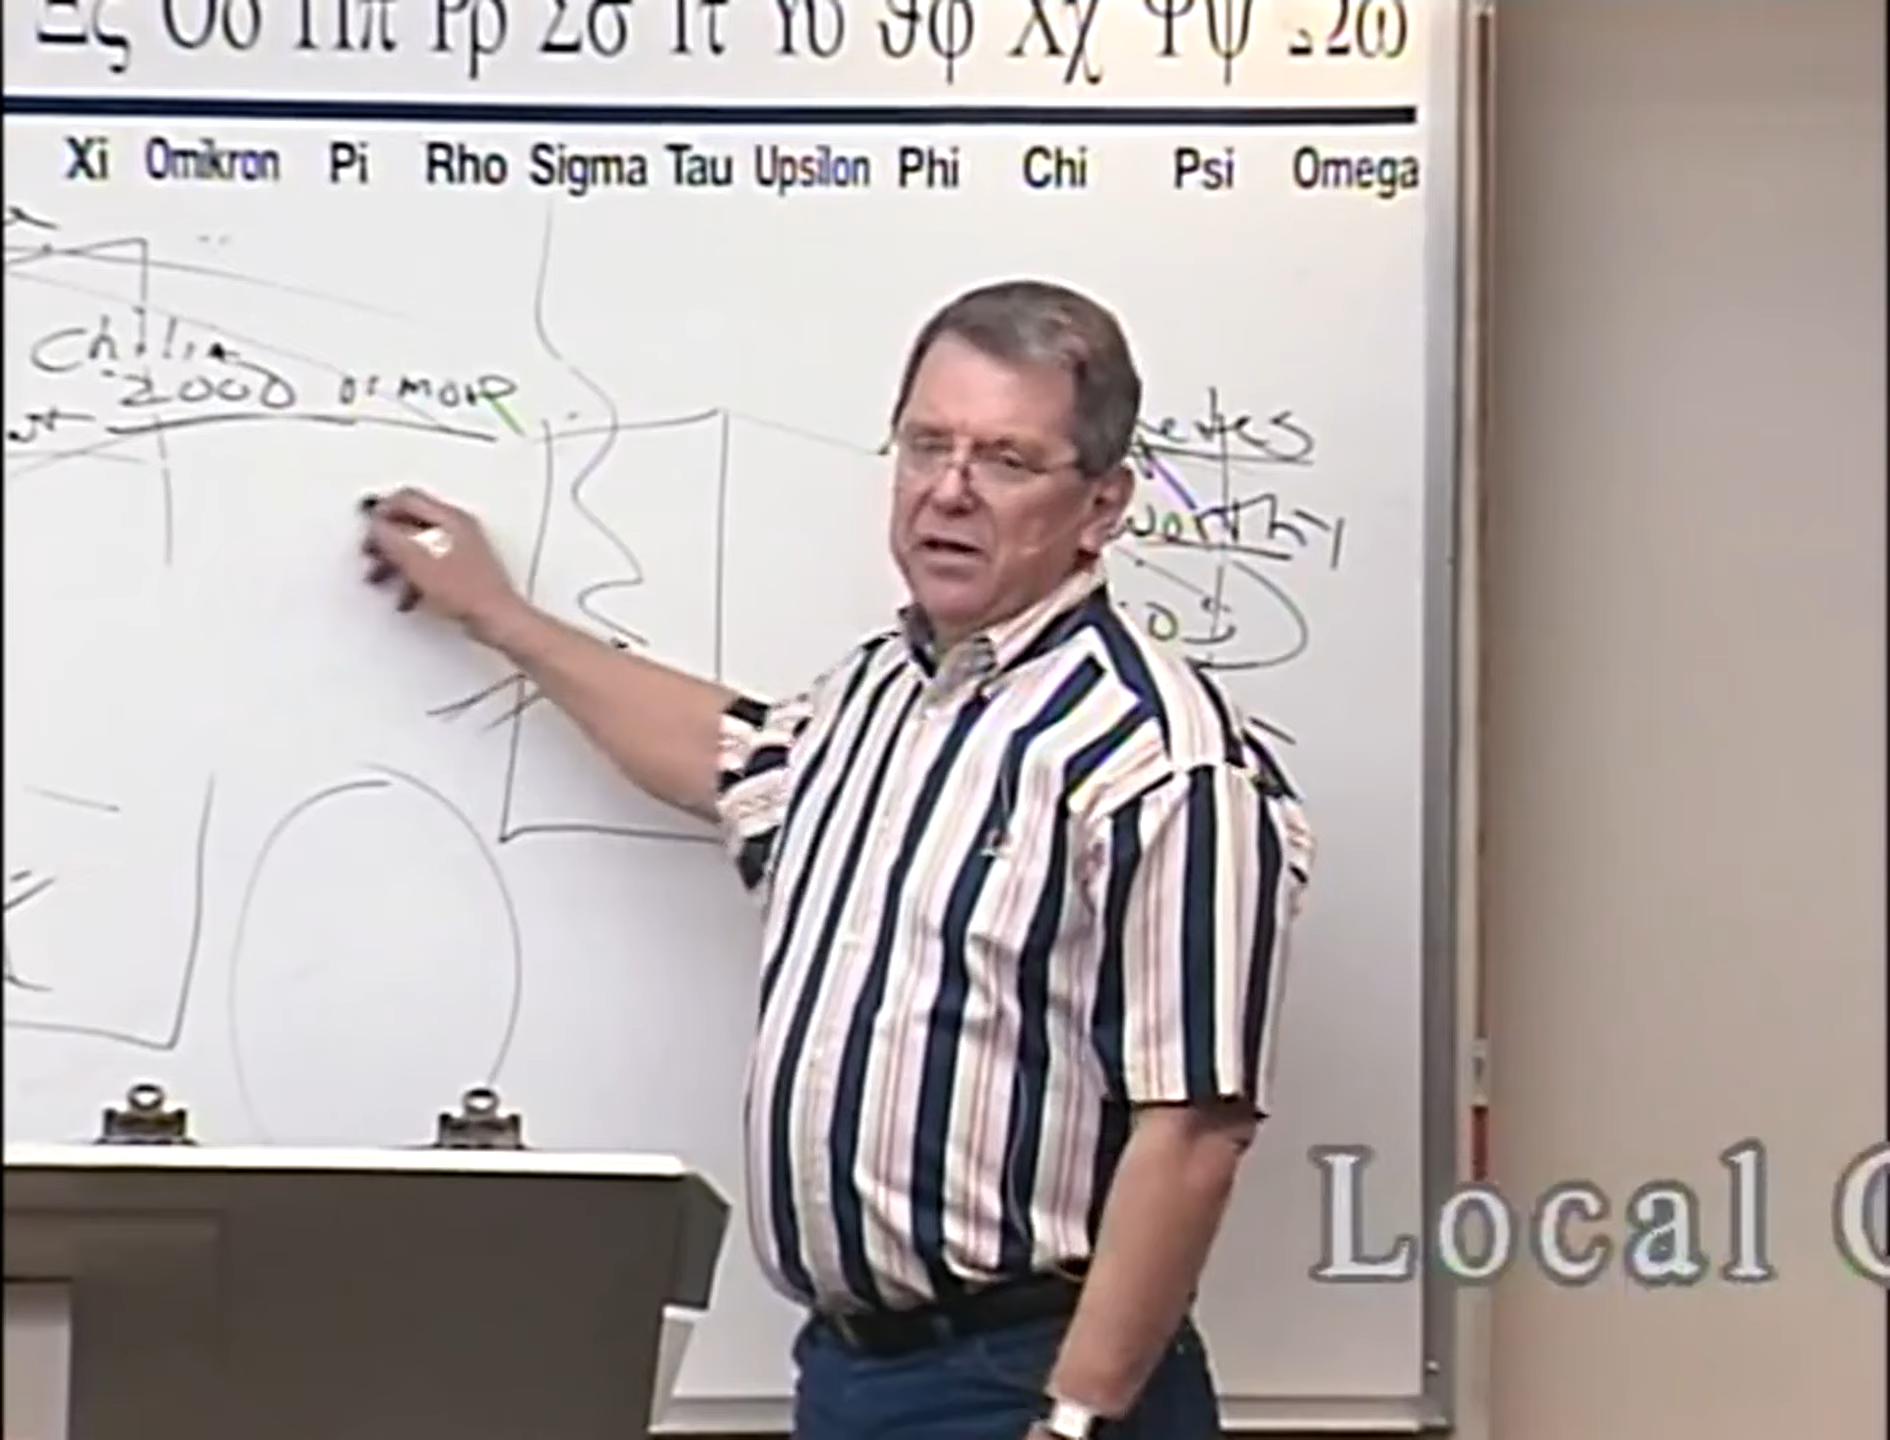 Ξς Οο Ππ Ρρ Σσ Ττ Υυ ϑφ Χχ Ψψ Ωω
Xi Omikron Pi Rho Sigma Tau Upsilon Phi Chi Psi Omega
Chilia
2000 or more
worthy
Local